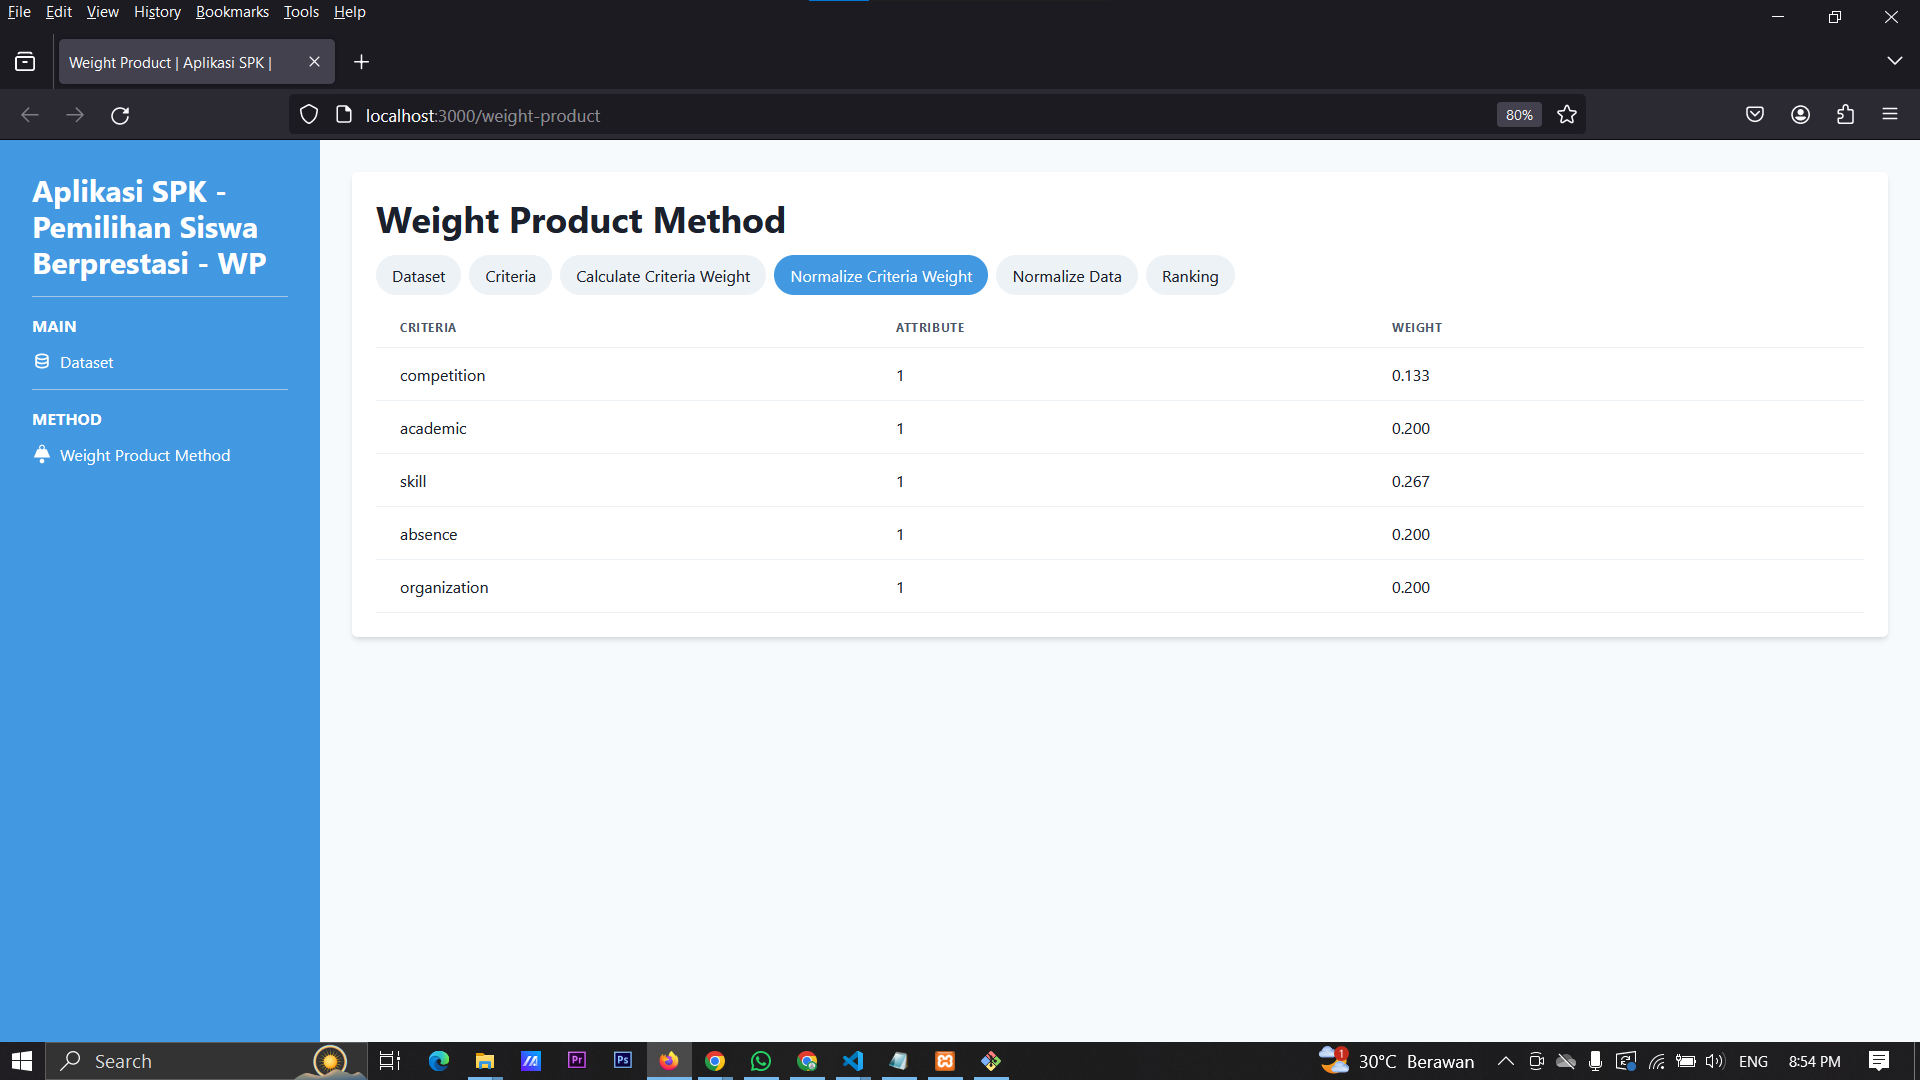 File Edit View History Bookmarks Tools Help
Weight Product | Aplikasi SPK |
localhost:3000/weight-product
80%
Aplikasi SPK -
Pemilihan Siswa
Berprestasi - WP
MAIN
Dataset
METHOD
Weight Product Method
Weight Product Method
Dataset Criteria Calculate Criteria Weight Normalize Criteria Weight Normalize Data Ranking
CRITERIA ATTRIBUTE WEIGHT
competition 1 0.133
academic 1 0.200
skill 1 0.267
absence 1 0.200
organization 1 0.200
Search
Pr
Ps
1
30°C Berawan
ENG
8:54 PM